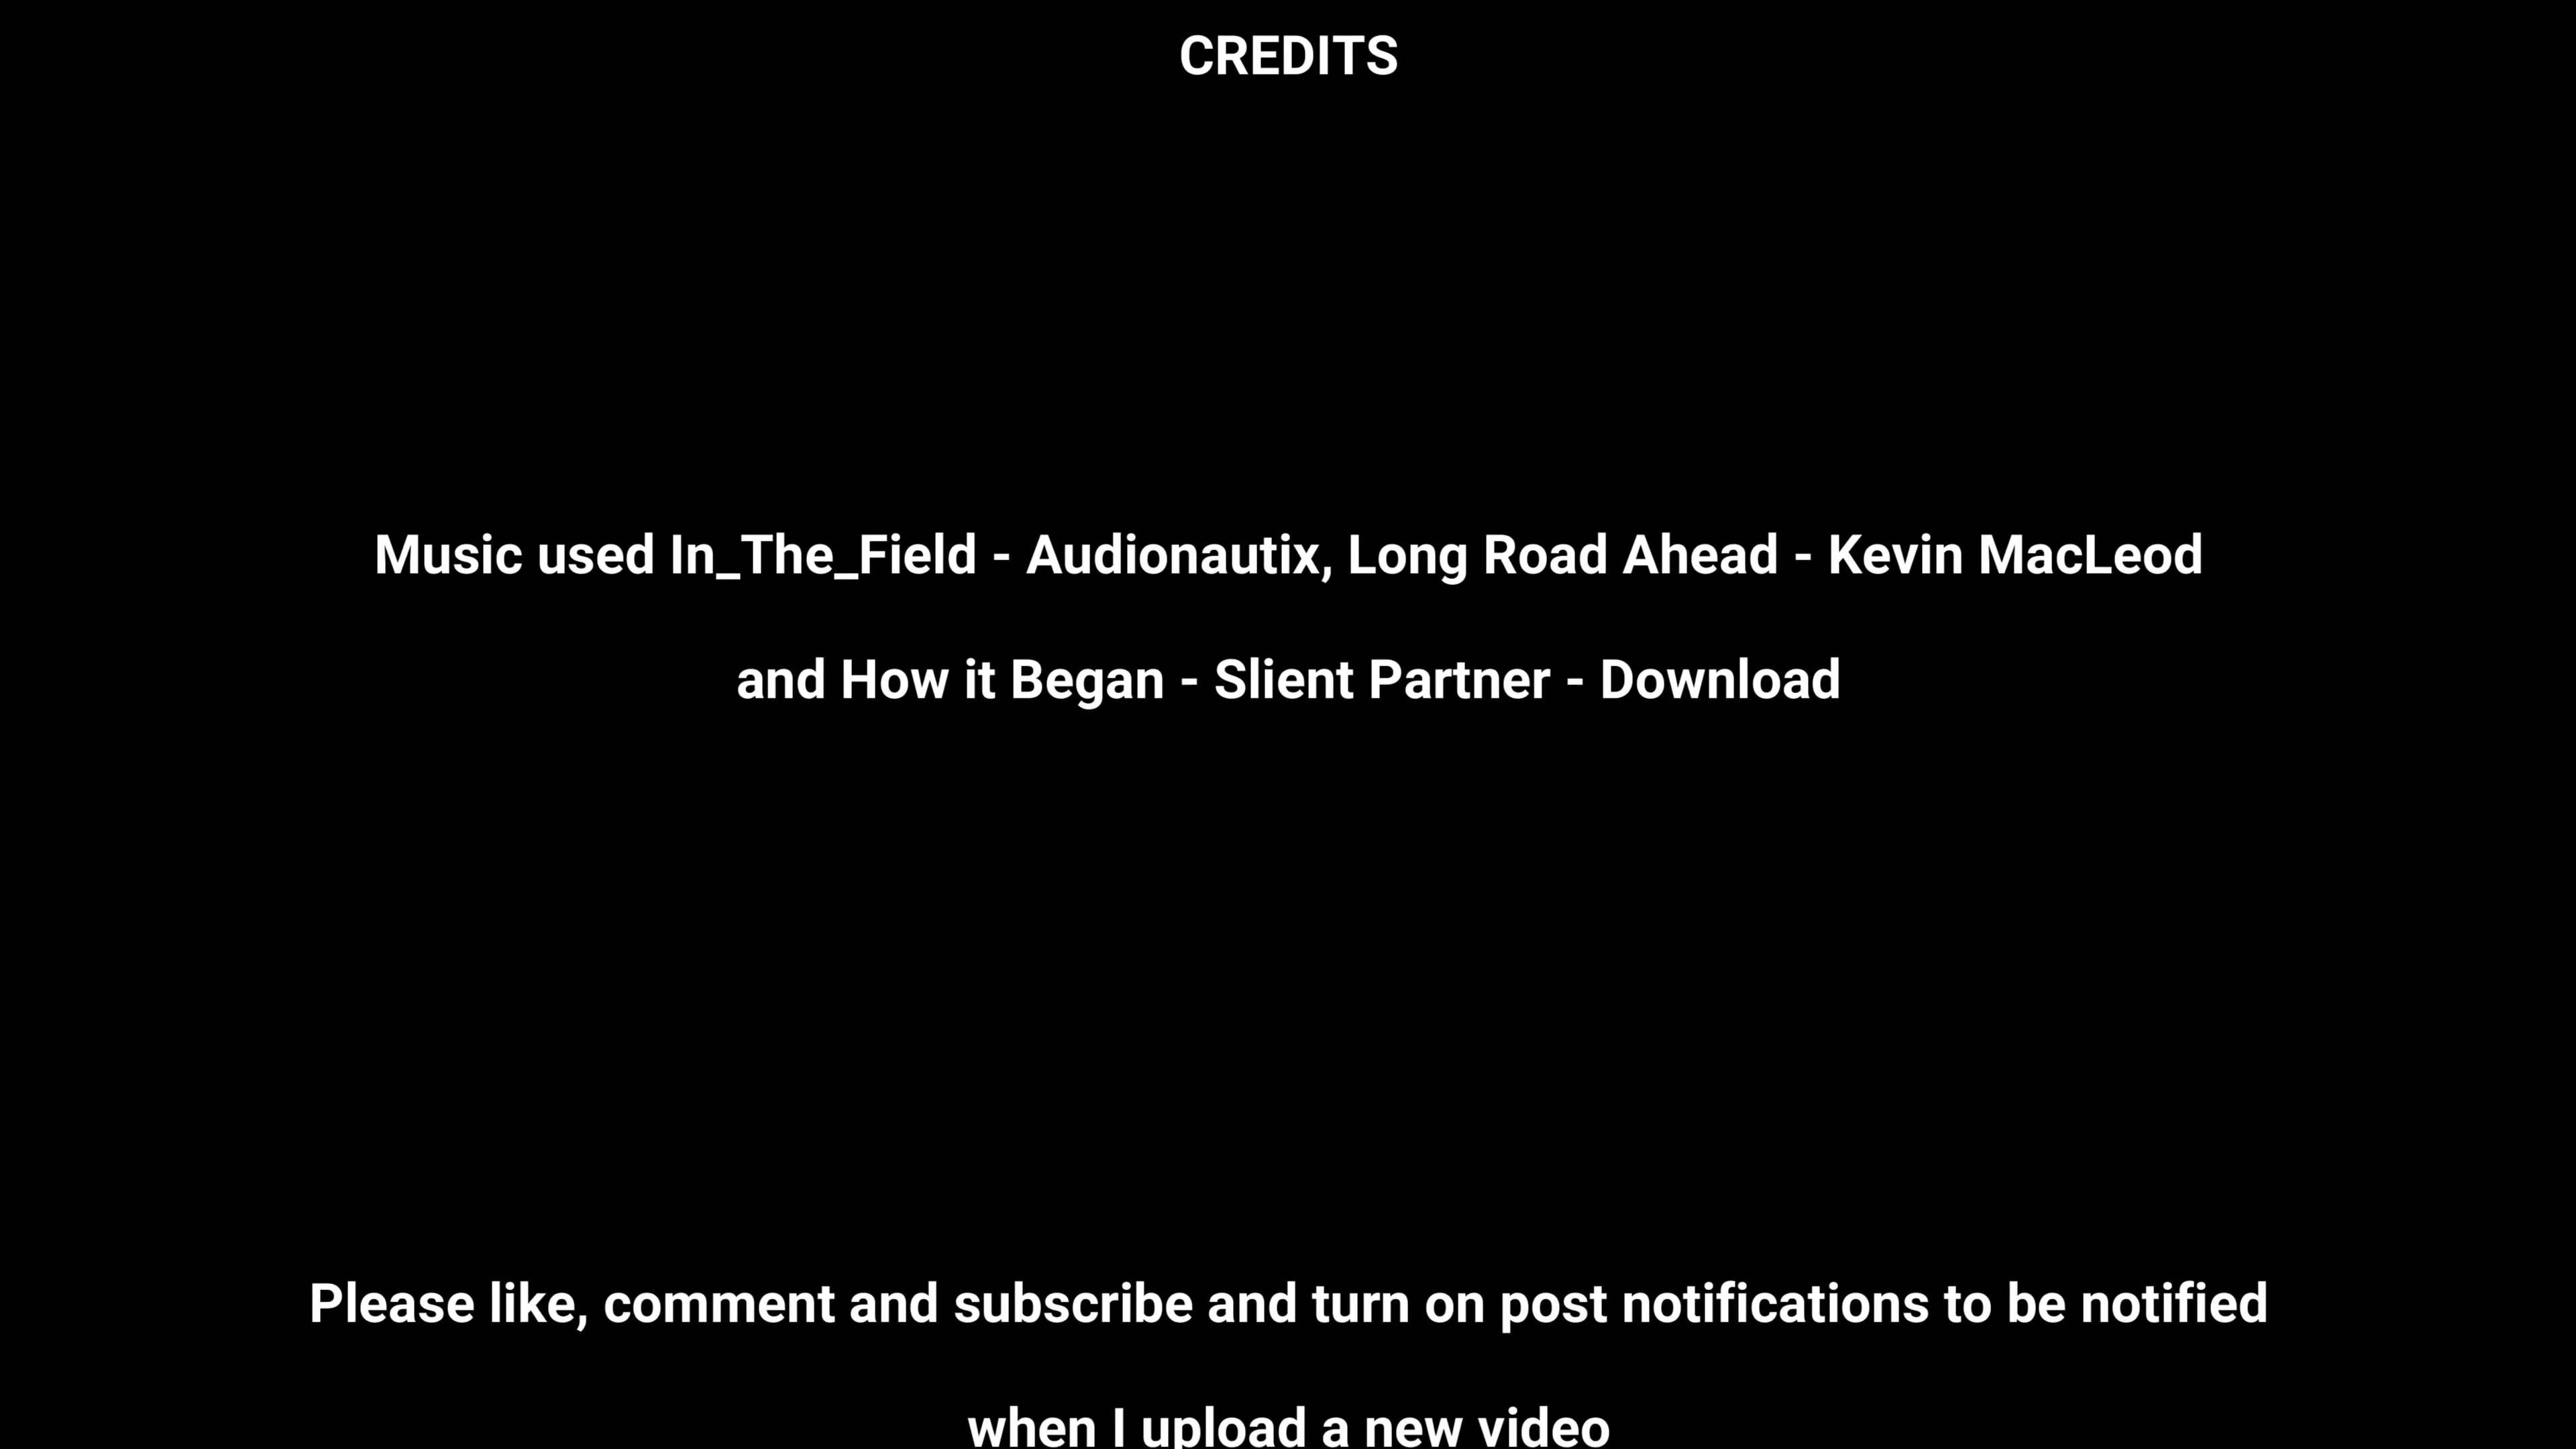 CREDITS
Music used In_The_Field - Audionautix, Long Road Ahead - Kevin MacLeod
and How it Began - Slient Partner - Download
Please like, comment and subscribe and turn on post notifications to be notified
when I upload a new video